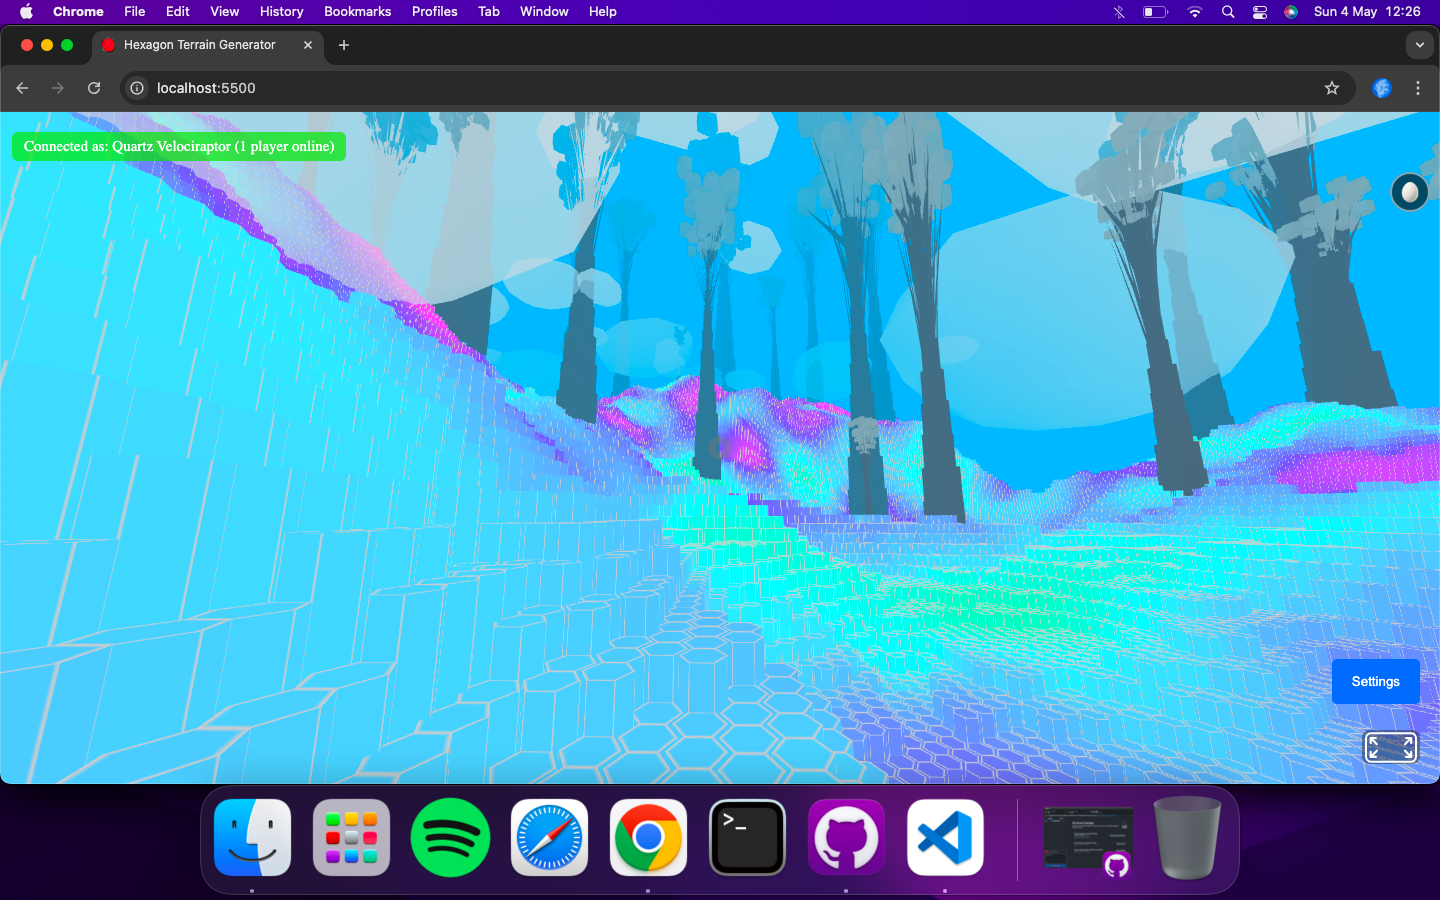 Chrome File Edit View History Bookmarks Profiles Tab Window Help Sun 4 May 12:26
Hexagon Terrain Generator
localhost:5500
Connected as: Quartz Velociraptor (1 player online)
Settings
>_